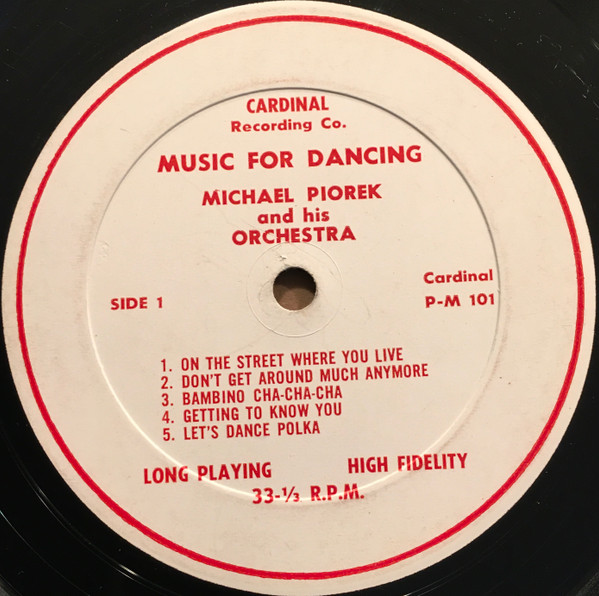 CARDINAL
Recording Co.
MUSIC FOR DANCING
MICHAEL PIOREK
and his
ORCHESTRA
SIDE 1
Cardinal
P-M 101
1. ON THE STREET WHERE YOU LIVE
2. DON'T GET AROUND MUCH ANYMORE
3. BAMBINO CHA-CHA-CHA
4. GETTING TO KNOW YOU
5. LET'S DANCE POLKA
LONG PLAYING HIGH FIDELITY
33-⅓ R.P.M.